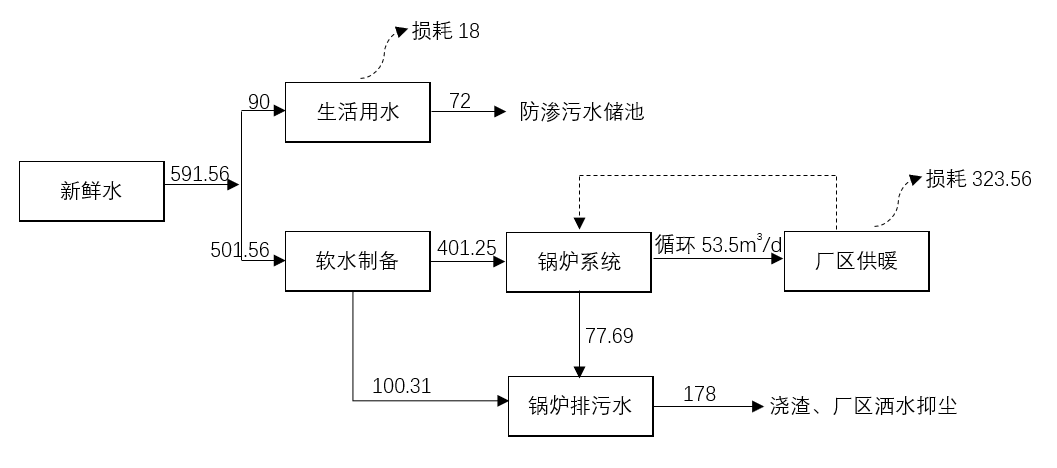 损耗 18
90
生活用水
72
防渗污水储池
新鲜水
591.56
损耗 323.56
501.56
软水制备
401.25
锅炉系统
循环 53.5m³/d
厂区供暖
77.69
100.31
锅炉排污水
178
浇渣、厂区洒水抑尘